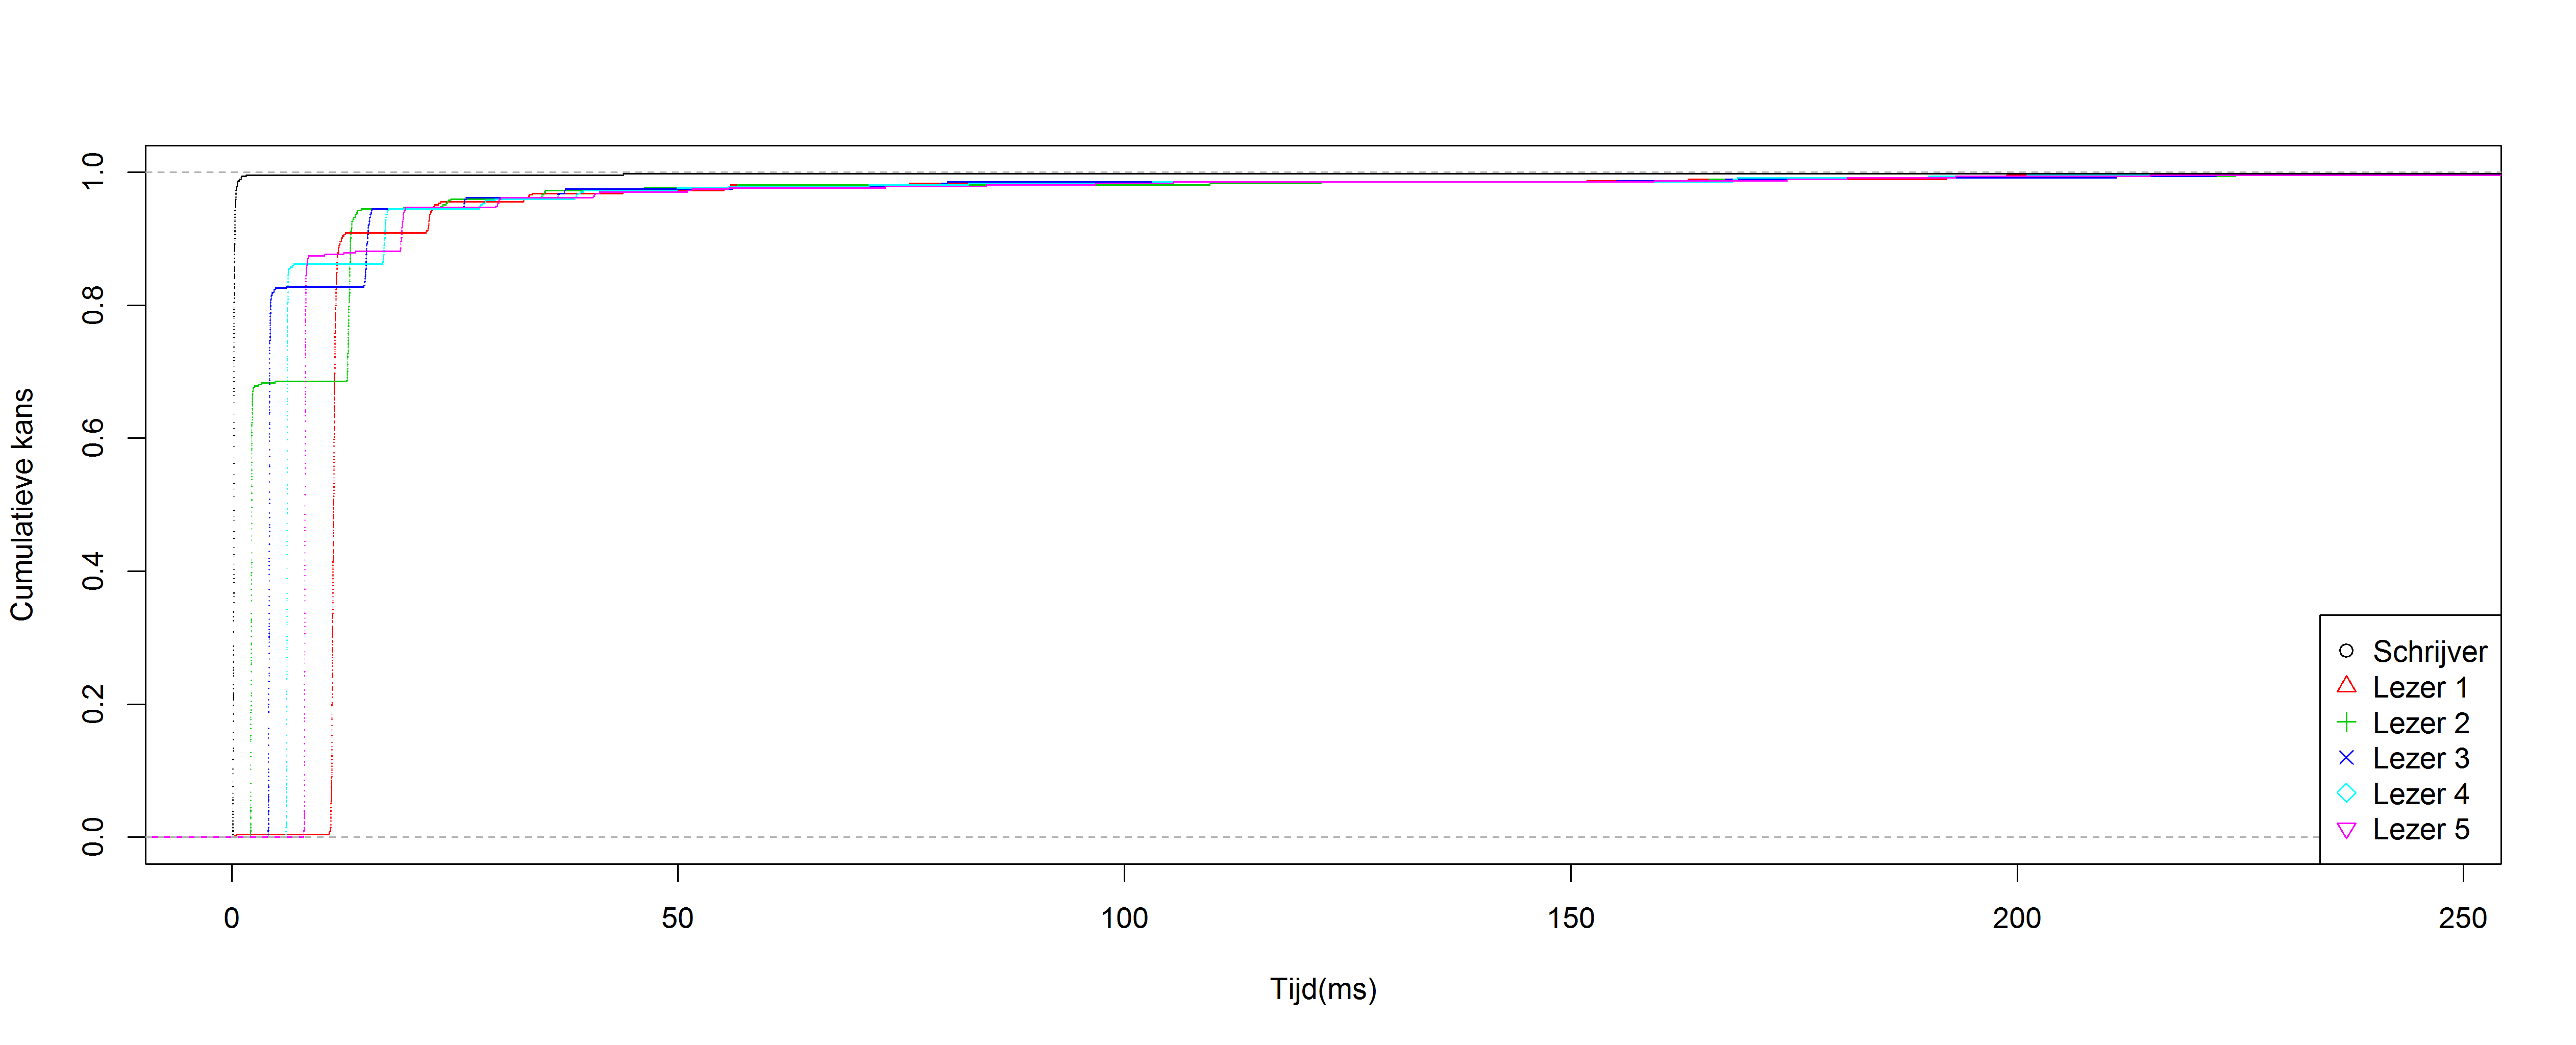 Cumulatieve kans
1.0
0.8
0.6
0.4
0.2
0.0
0 50 100 150 200 250
Tijd(ms)
Schrijver
Lezer 1
Lezer 2
Lezer 3
Lezer 4
Lezer 5